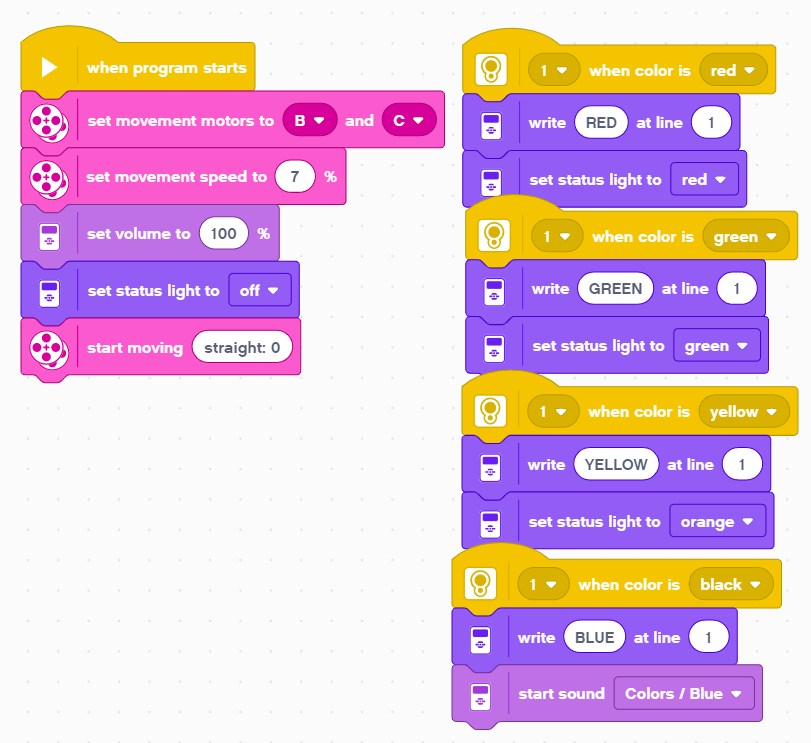 when program starts
set movement motors to B and C
set movement speed to 7 %
set volume to 100 %
set status light to off
start moving straight: 0
1 when color is red
write RED at line 1
set status light to red
1 when color is green
write GREEN at line 1
set status light to green
1 when color is yellow
write YELLOW at line 1
set status light to orange
1 when color is black
write BLUE at line 1
start sound Colors / Blue